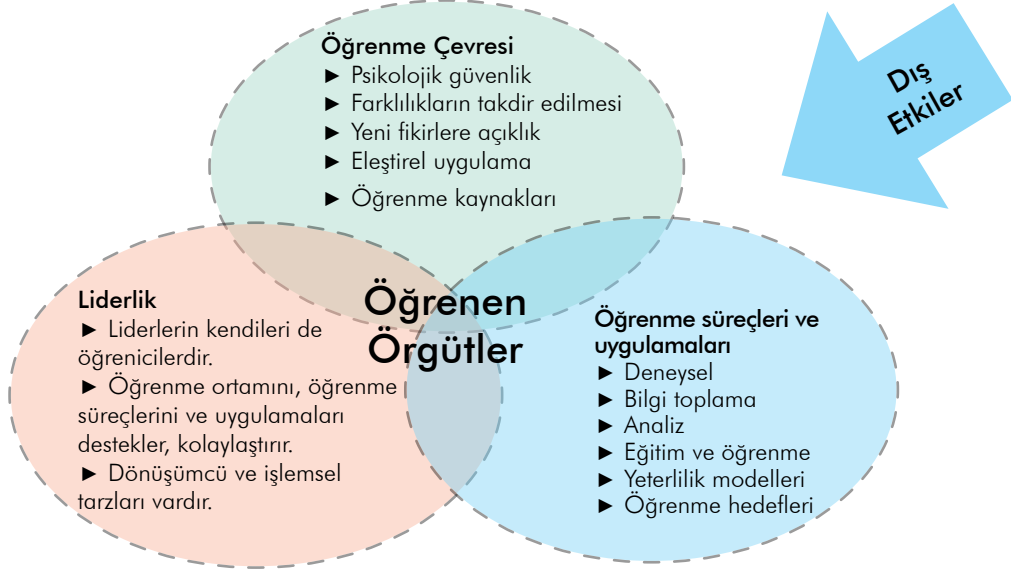 Öğrenme Çevresi
► Psikolojik güvenlik
► Farklılıkların takdir edilmesi
► Yeni fikirlere açıklık
► Eleştirel uygulama
► Öğrenme kaynakları
Dış
Etkiler
Öğrenen
Örgütler
Liderlik
► Liderlerin kendileri de
öğrenicilerdir.
► Öğrenme ortamını, öğrenme
süreçlerini ve uygulamaları
destekler, kolaylaştırır.
► Dönüşümcü ve işlemsel
tarzları vardır.
Öğrenme süreçleri ve
uygulamaları
► Deneysel
► Bilgi toplama
► Analiz
► Eğitim ve öğrenme
► Yeterlilik modelleri
► Öğrenme hedefleri